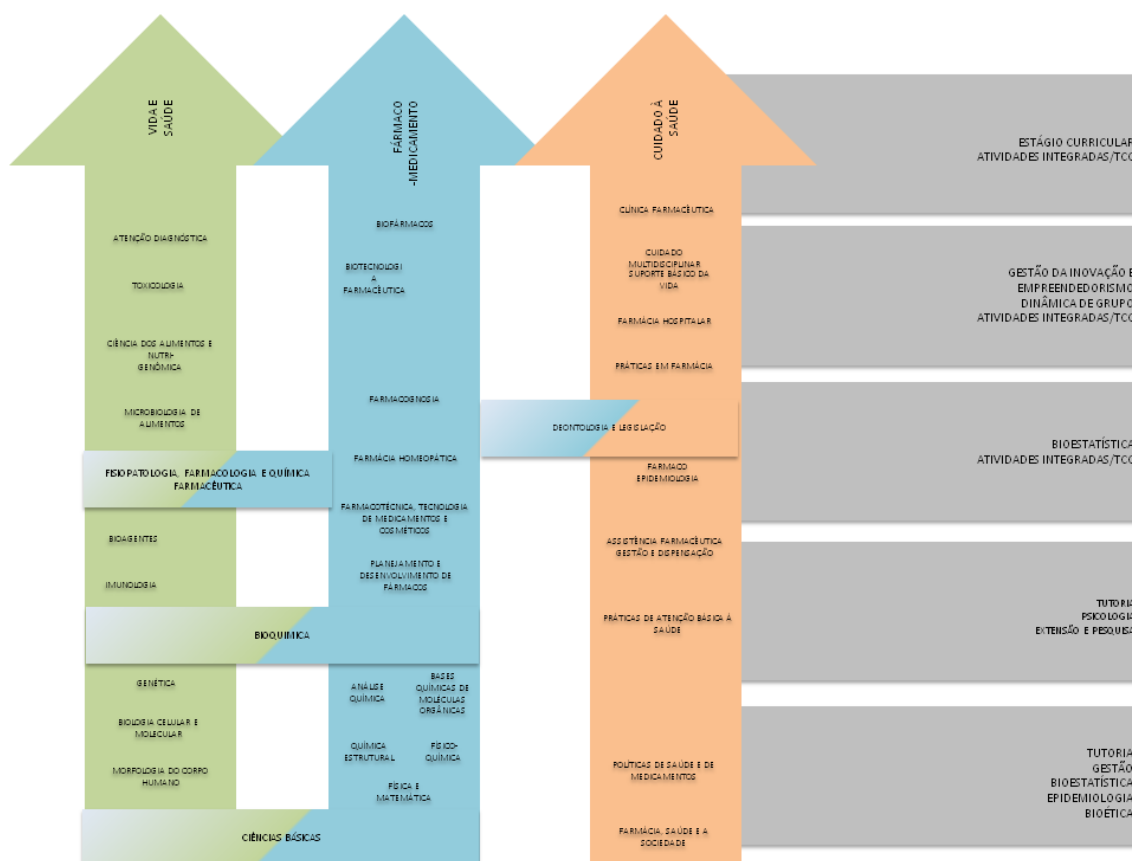 VIDA E
SAÚDE
ATENÇÃO DIAGNÓSTICA
TOXICOLOGIA
CIÊNCIA DOS ALIMENTOS E
NUTRI-
GENÔMICA
MICROBIOLOGIA DE
ALIMENTOS
FISIOPATOLOGIA, FARMACOLOGIA E QUÍMICA
FARMACÊUTICA
BIOAGENTES
IMUNOLOGIA
BIOQUIMICA
GENÉTICA
BIOLOGIA CELULAR E
MOLECULAR
MORFOLOGIA DO CORPO
HUMANO
CIÊNCIAS BÁSICAS
FÁRMACO
-MEDICAMENTO
BIOFÁRMACOS
BIOTECNOLOGI
A
FARMACÊUTICA
FARMACOGNOSIA
FARMÁCIA HOMEOPÁTICA
FARMACOTÉCNICA, TECNOLOGIA
DE MEDICAMENTOS E
COSMÉTICOS
PLANEJAMENTO E
DESENVOLVIMENTO DE
FÁRMACOS
ANÁLISE
QUÍMICA
BASES
QUÍMICAS DE
MOLÉCULAS
ORGÂNICAS
QUÍMICA
ESTRUTURAL
FÍSICO-
QUÍMICA
FÍSICA E
MATEMÁTICA
CUIDADO À
SAÚDE
CLÍNICA FARMACÊUTICA
CUIDADO
MULTIDISCIPLINAR
SUPORTE BÁSICO DA
VIDA
FARMÁCIA HOSPITALAR
PRÁTICAS EM FARMÁCIA
DEONTOLOGIA E LEGISLAÇÃO
FARMACO
EPIDEMIOLOGIA
ASSISTÊNCIA FARMACÊUTICA
GESTÃO E DISPENSAÇÃO
PRÁTICAS DE ATENÇÃO BÁSICA À
SAÚDE
POLÍTICAS DE SAÚDE E DE
MEDICAMENTOS
FARMÁCIA, SAÚDE E A
SOCIEDADE
ESTÁGIO CURRICULAR
ATIVIDADES INTEGRADAS/TCC
GESTÃO DA INOVAÇÃO E
EMPREENDEDORISMO
DINÂMICA DE GRUPO
ATIVIDADES INTEGRADAS/TCC
BIOESTATÍSTICA
ATIVIDADES INTEGRADAS/TCC
TUTORIA
PSICOLOGIA
EXTENSÃO E PESQUISA
TUTORIA
GESTÃO
BIOESTATÍSTICA
EPIDEMIOLOGIA
BIOÉTICA